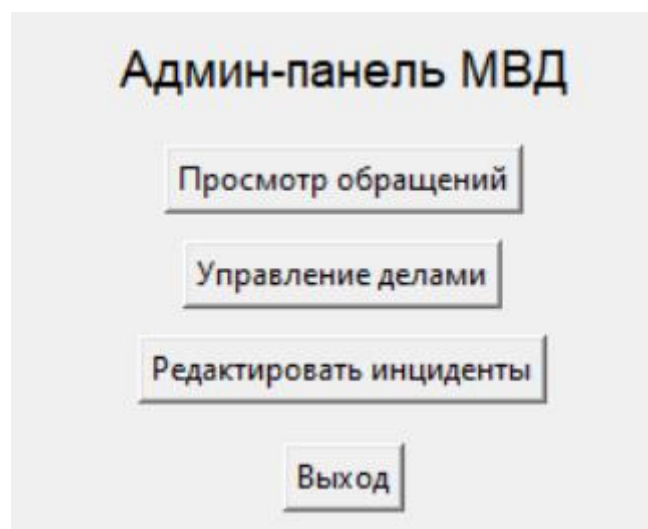 Админ-панель МВД
Просмотр обращений
Управление делами
Редактировать инциденты
Выход